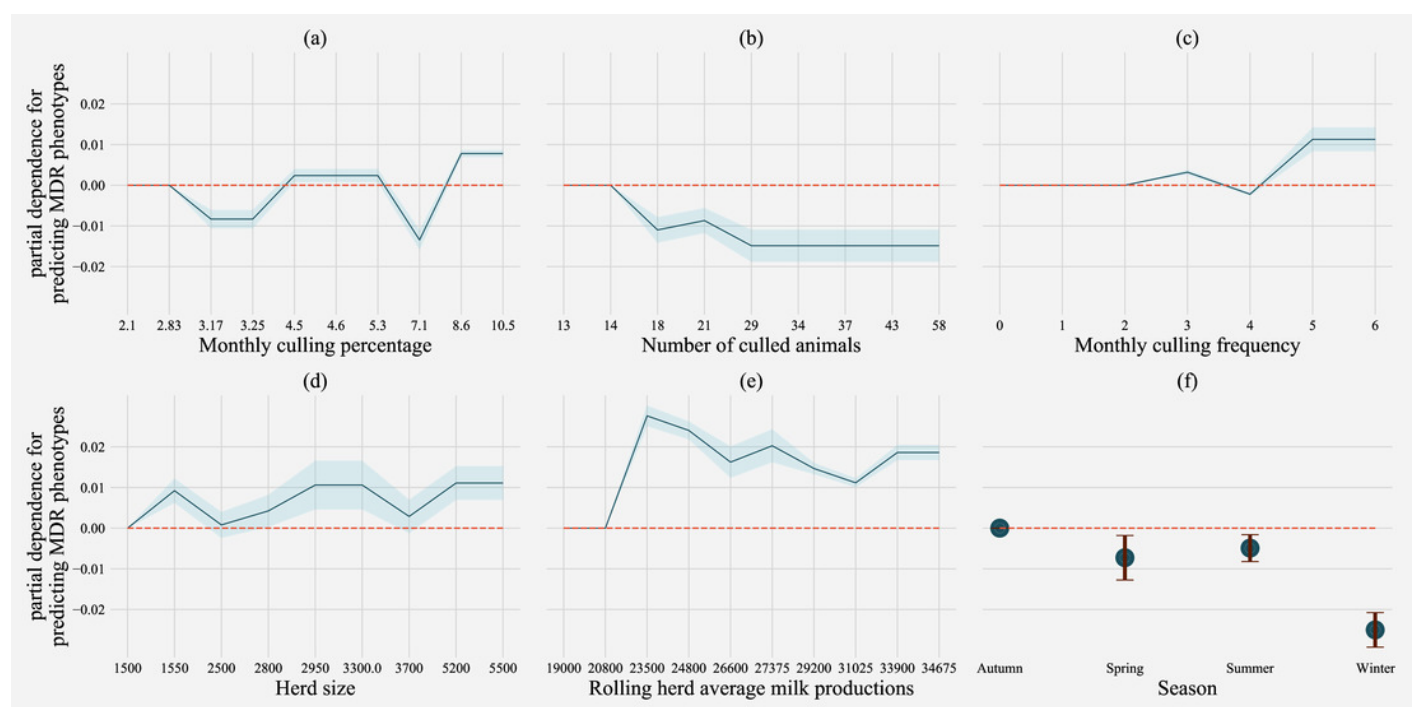 (a)
(b)
(c)
partial dependence for
predicting MDR phenotypes
0.02
0.01
0.00
−0.01
−0.02
2.1 2.83 3.17 3.25 4.5 4.6 5.3 7.1 8.6 10.5
Monthly culling percentage
13 14 18 21 29 34 37 43 58
Number of culled animals
0 1 2 3 4 5 6
Monthly culling frequency
(d)
(e)
(f)
partial dependence for
predicting MDR phenotypes
0.02
0.01
0.00
−0.01
−0.02
1500 1550 2500 2800 2950 3300.0 3700 5200 5500
Herd size
19000 20800 23500 24800 26600 27375 29200 31025 33900 34675
Rolling herd average milk productions
Autumn Spring Summer Winter
Season